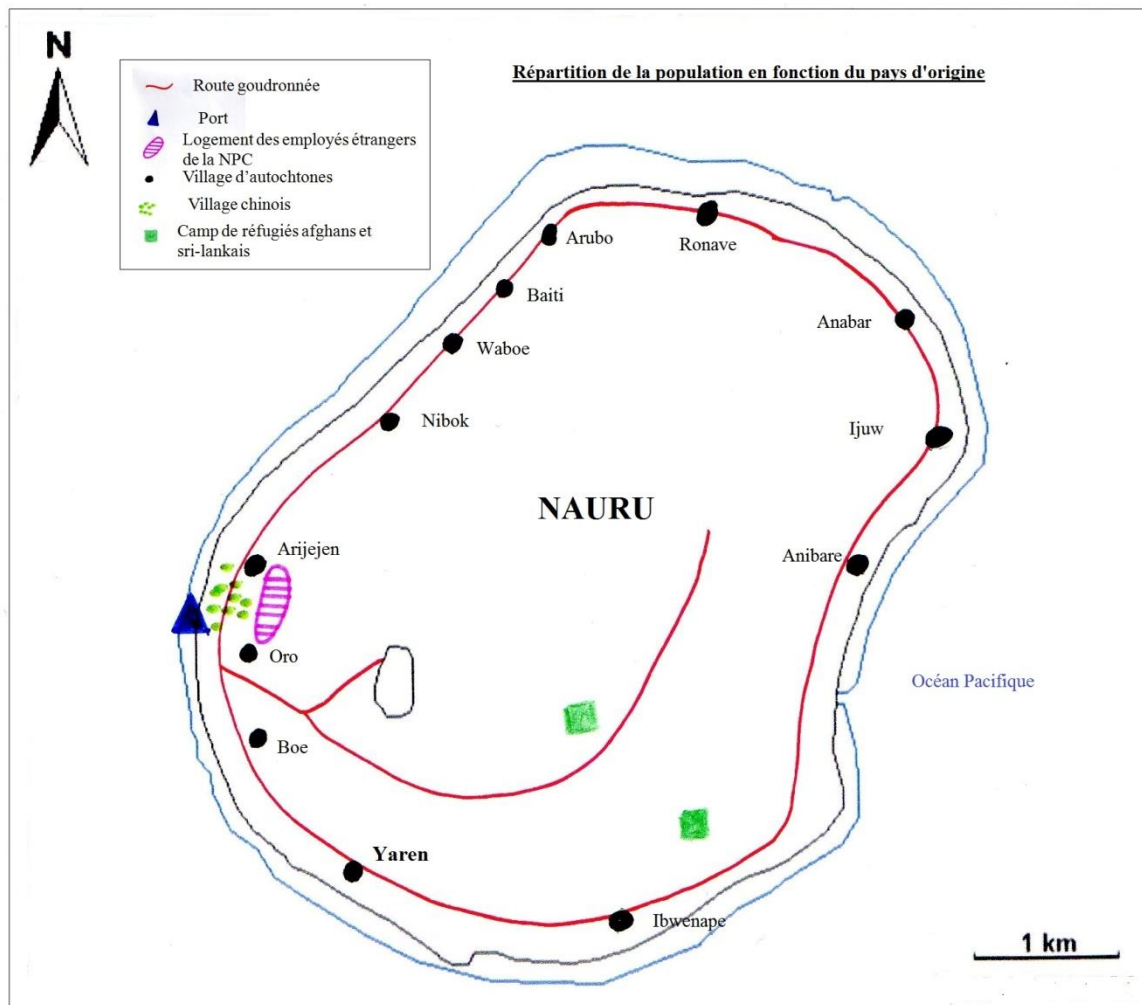 N
Répartition de la population en fonction du pays d'origine
Route goudronnée
Port
Logement des employés étrangers
de la NPC
Village d'autochtones
Village chinois
Camp de réfugiés afghans et
sri-lankais
Arubo
Ronave
Baiti
Anabar
Waboe
Nibok
Ijuw
NAURU
Arijejen
Anibare
Oro
Océan Pacifique
Boe
Yaren
Ibwenape
1 km